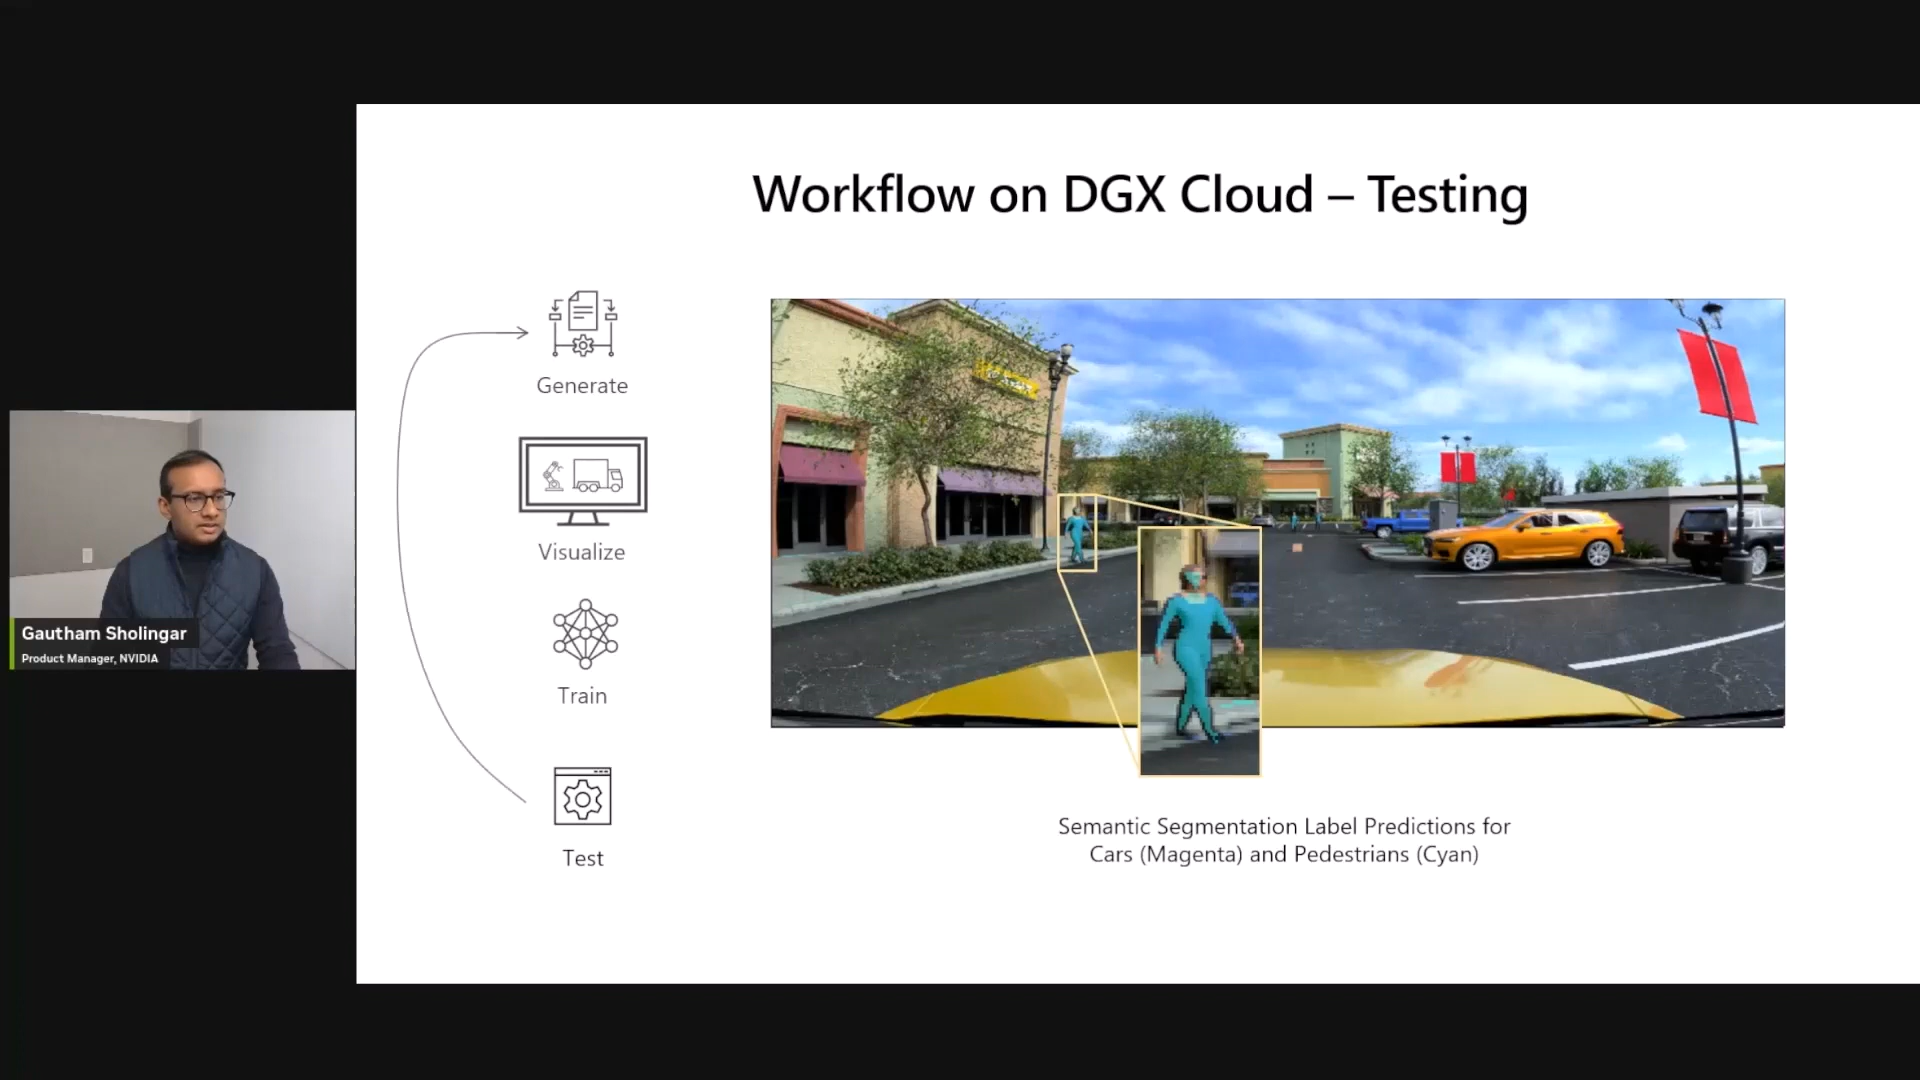 Workflow on DGX Cloud – Testing
Generate
Visualize
Train
Test
Gautham Sholingar
Product Manager, NVIDIA
Semantic Segmentation Label Predictions for
Cars (Magenta) and Pedestrians (Cyan)